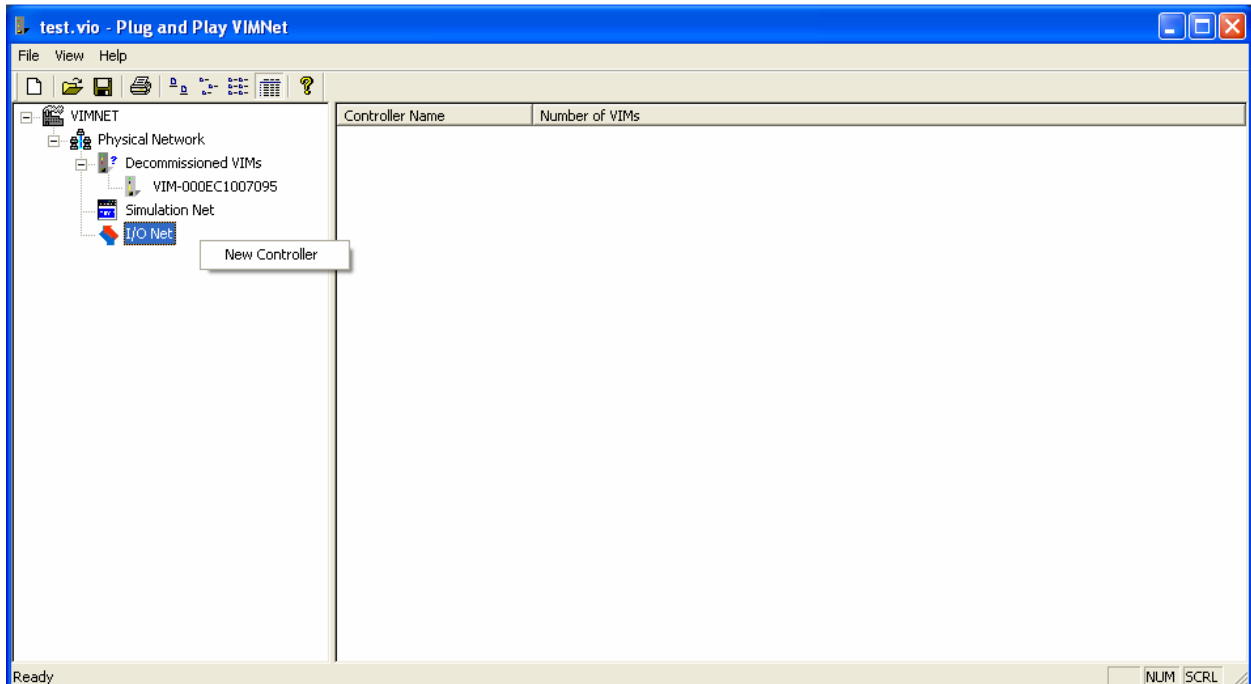 test.vio - Plug and Play VIMNet
File View Help
VIMNET
Physical Network
Decommissioned VIMs
VIM-000EC1007095
Simulation Net
I/O Net
New Controller
Controller Name Number of VIMs
Ready NUM SCRL